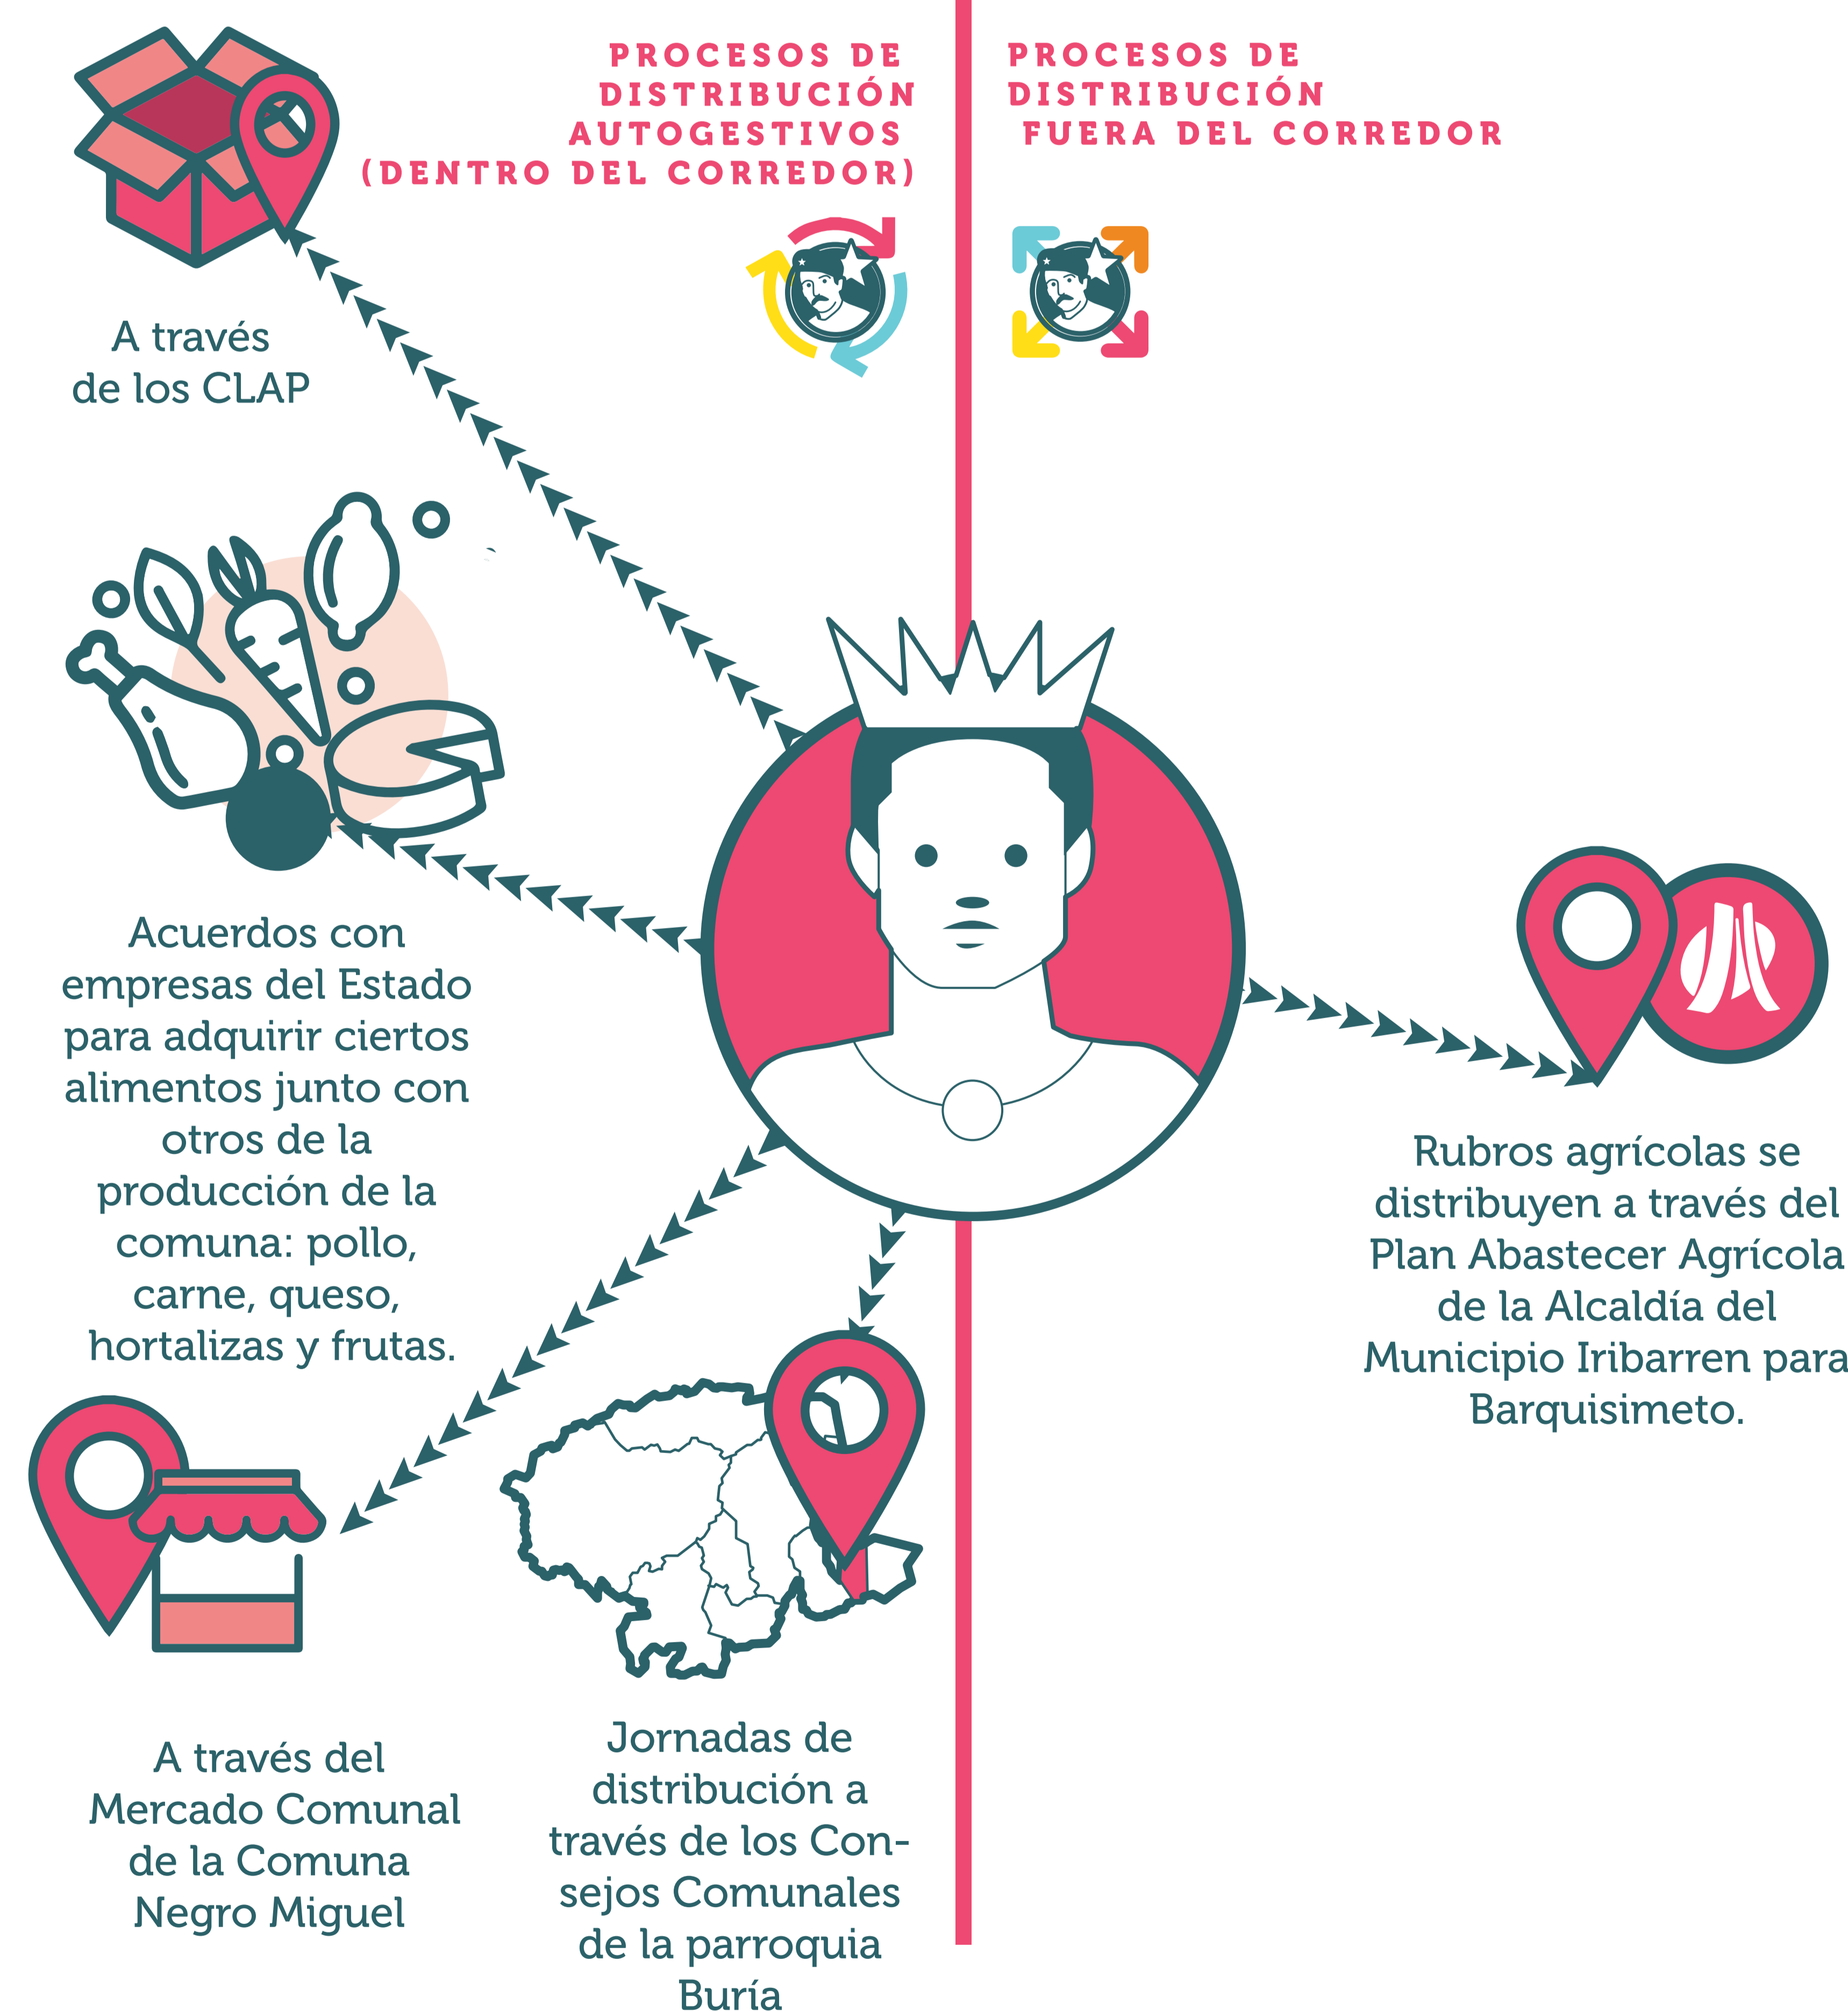 PROCESOS DE
DISTRIBUCIÓN
AUTOGESTIVOS
(DENTRO DEL CORREDOR)
PROCESOS DE
DISTRIBUCIÓN
FUERA DEL CORREDOR
A través
de los CLAP
Acuerdos con
empresas del Estado
para adquirir ciertos
alimentos junto con
otros de la
producción de la
comuna: pollo,
carne, queso,
hortalizas y frutas.
Rubros agrícolas se
distribuyen a través del
Plan Abastecer Agrícola
de la Alcaldía del
Municipio Iribarren para
Barquisimeto.
A través del
Mercado Comunal
de la Comuna
Negro Miguel
Jornadas de
distribución a
través de los Con-
sejos Comunales
de la parroquia
Buría